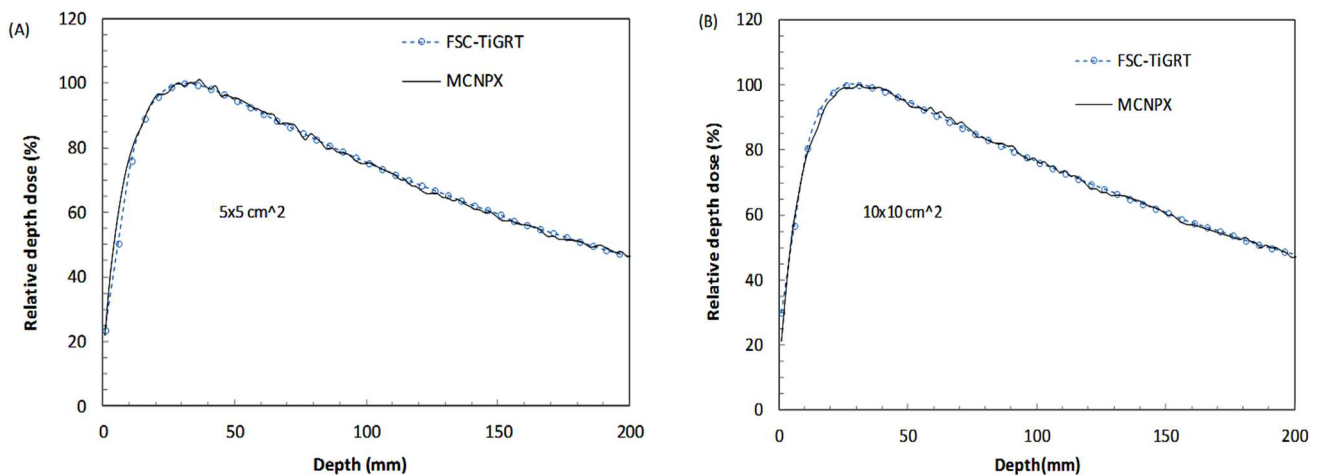 (A)
Relative depth dose (%)
120
100
80
60
40
20
0
FSC-TiGRT
MCNPX
5x5 cm^2
0 50 100 150 200
Depth (mm)
(B)
Relative depth dose (%)
120
100
80
60
40
20
0
FSC-TiGRT
MCNPX
10x10 cm^2
0 50 100 150 200
Depth(mm)